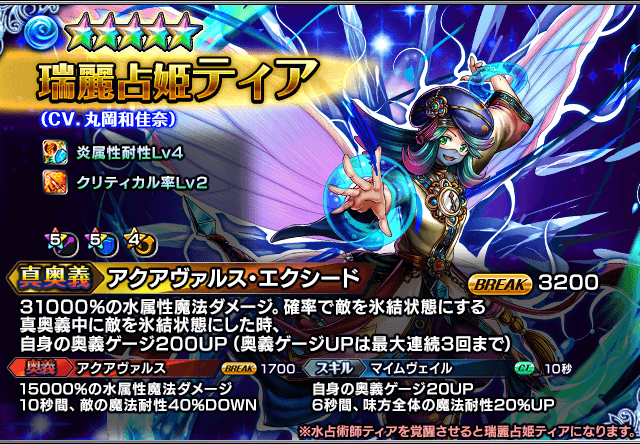 瑞麗占姫ティア
(CV.丸岡和佳奈)
炎属性耐性Lv4
クリティカル率Lv2
5 5 4
真奥義 アクアヴァルス・エクシード BREAK 3200
31000%の水属性魔法ダメージ。確率で敵を氷結状態にする
真奥義中に敵を氷結状態にした時、
自身の奥義ゲージ200UP(奥義ゲージUPは最大連続3回まで)
奥義 アクアヴァルス BREAK 1700
15000%の水属性魔法ダメージ
10秒間、敵の魔法耐性40%DOWN
スキル マイムヴェイル C.T. 10秒
自身の奥義ゲージ20UP
6秒間、味方全体の魔法耐性20%UP
※水占術師ティアを覚醒させると瑞麗占姫ティアになります。